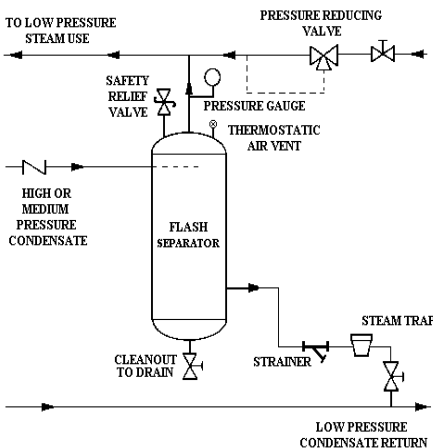 TO LOW PRESSURE
STEAM USE
PRESSURE REDUCING
VALVE
SAFETY
RELIEF
VALVE
PRESSURE GAUGE
THERMOSTATIC
AIR VENT
HIGH OR
MEDIUM
PRESSURE
CONDENSATE
FLASH
SEPARATOR
STEAM TRAP
STRAINER
CLEANOUT
TO DRAIN
LOW PRESSURE
CONDENSATE RETURN